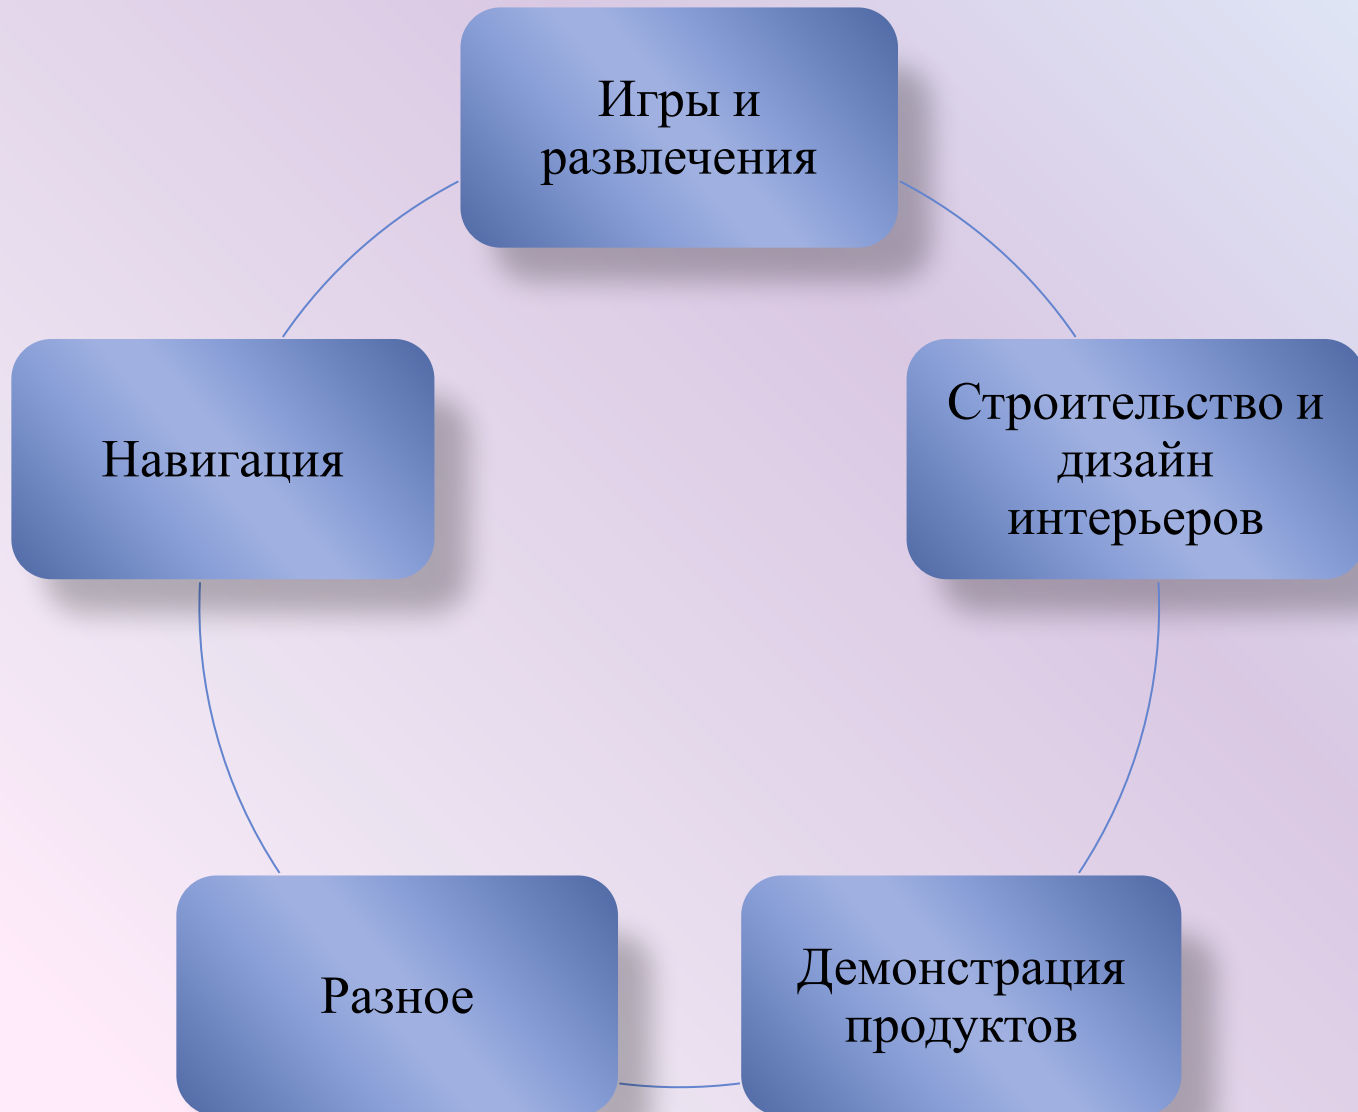 Игры и
развлечения
Строительство и
дизайн
интерьеров
Демонстрация
продуктов
Разное
Навигация